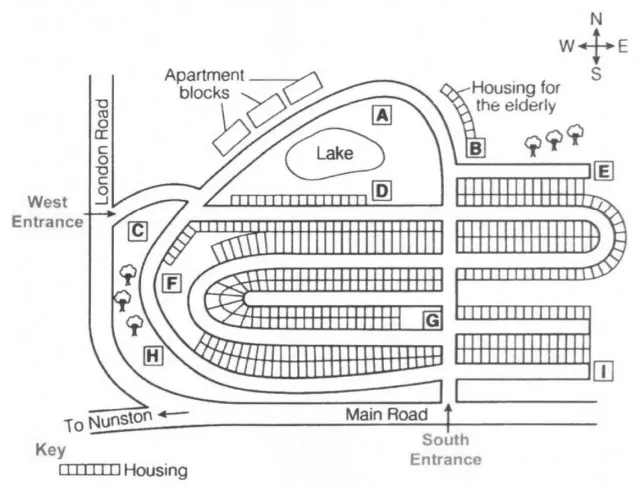 N
W E
S
Apartment
blocks
Housing for
the elderly
A
B
London Road
Lake
E
D
West
Entrance
C
F
G
H
I
To Nunston
Main Road
South
Entrance
Key
Housing